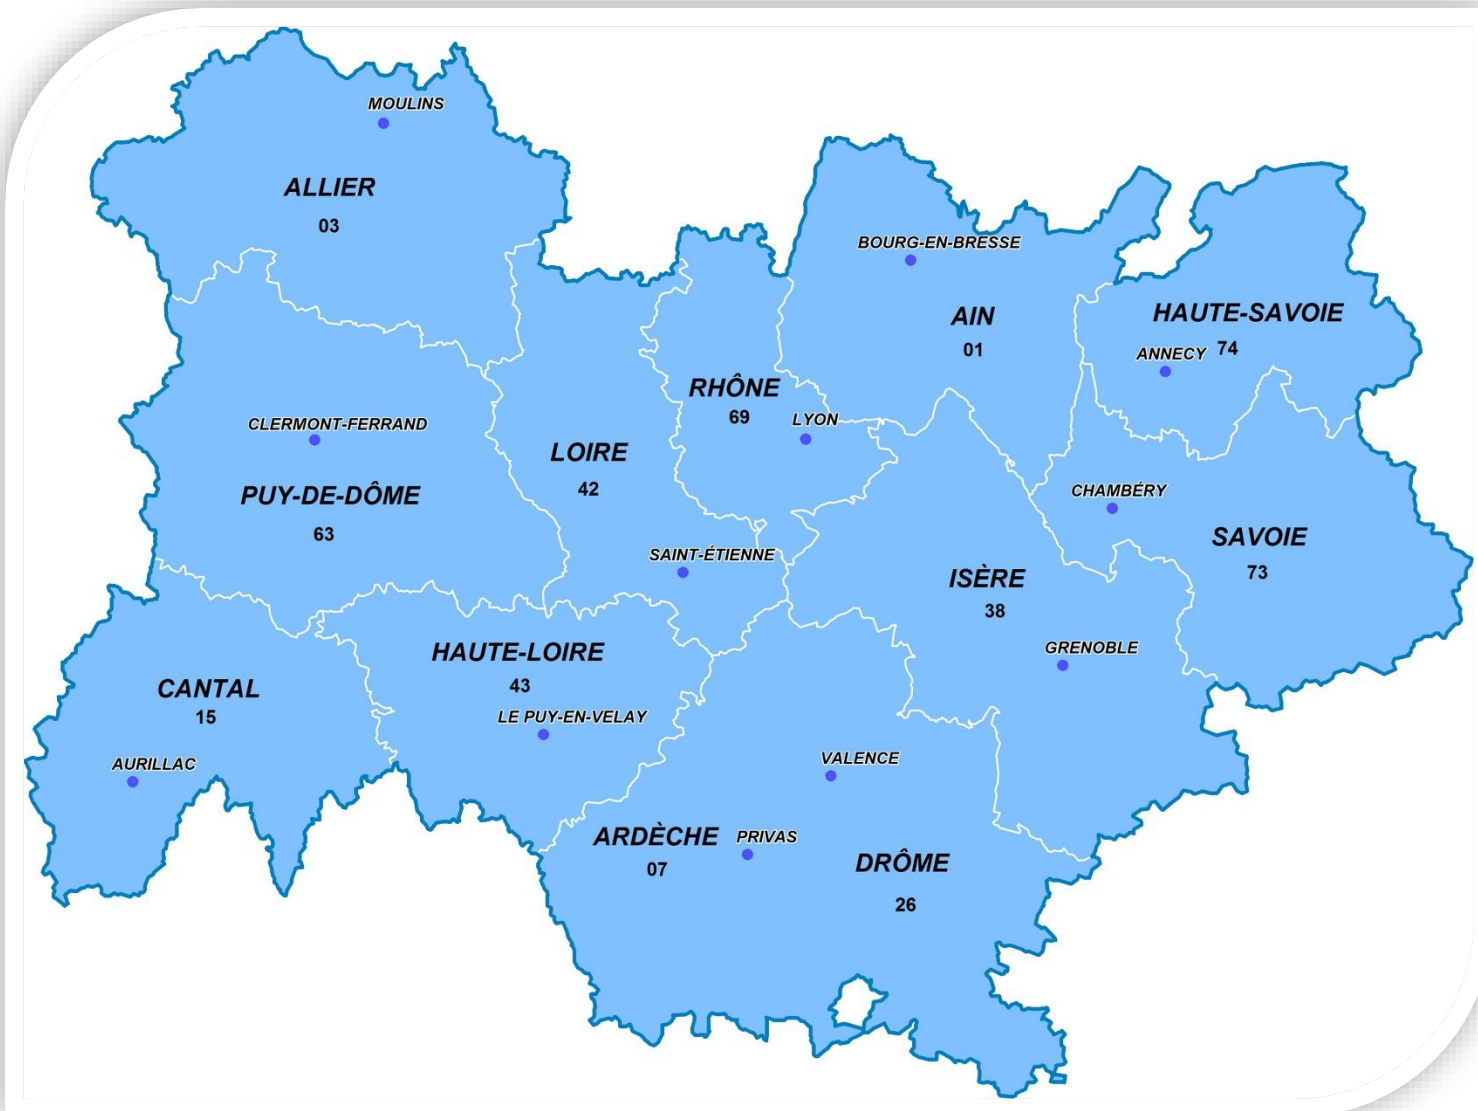 MOULINS
ALLIER
03
BOURG-EN-BRESSE
AIN
01
HAUTE-SAVOIE
74
ANNECY
RHÔNE
69
LYON
CLERMONT-FERRAND
PUY-DE-DÔME
63
LOIRE
42
SAINT-ÉTIENNE
CHAMBÉRY
SAVOIE
73
ISÈRE
38
GRENOBLE
HAUTE-LOIRE
43
LE PUY-EN-VELAY
CANTAL
15
AURILLAC
VALENCE
ARDÈCHE
07
PRIVAS
DRÔME
26